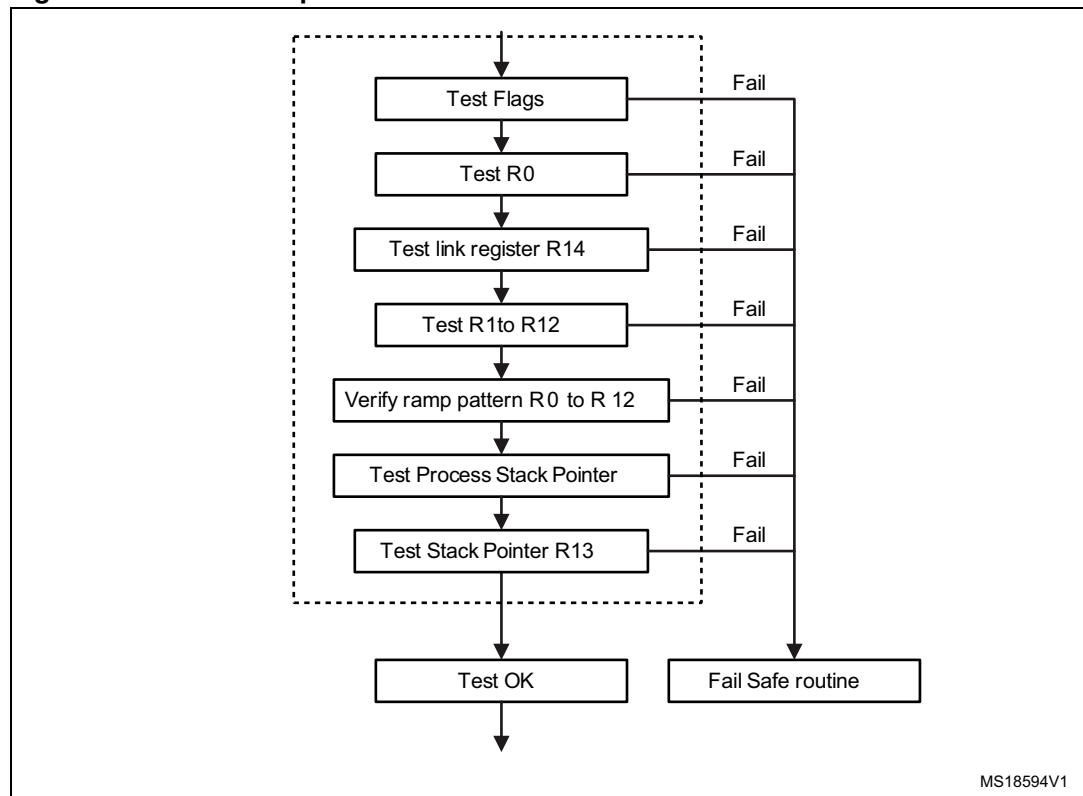 Test Flags
Fail
Test R0
Fail
Test link register R14
Fail
Test R1to R12
Fail
Verify ramp pattern R0 to R 12
Fail
Test Process Stack Pointer
Fail
Test Stack Pointer R13
Fail
Test OK
Fail Safe routine
MS18594V1